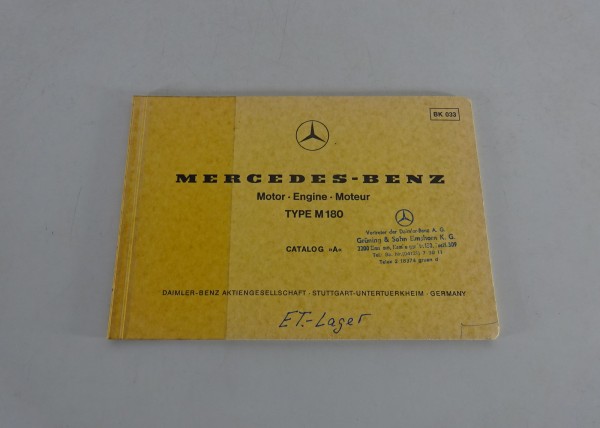 BK 033
MERCEDES-BENZ
Motor · Engine · Moteur
TYPE M 180
CATALOG »A«
Vertreter der Daimler-Benz A. G.
Grüning & Sohn Elmshorn K. G.
DAIMLER-BENZ AKTIENGESELLSCHAFT · STUTTGART-UNTERTUERKHEIM · GERMANY
ET.-Lager